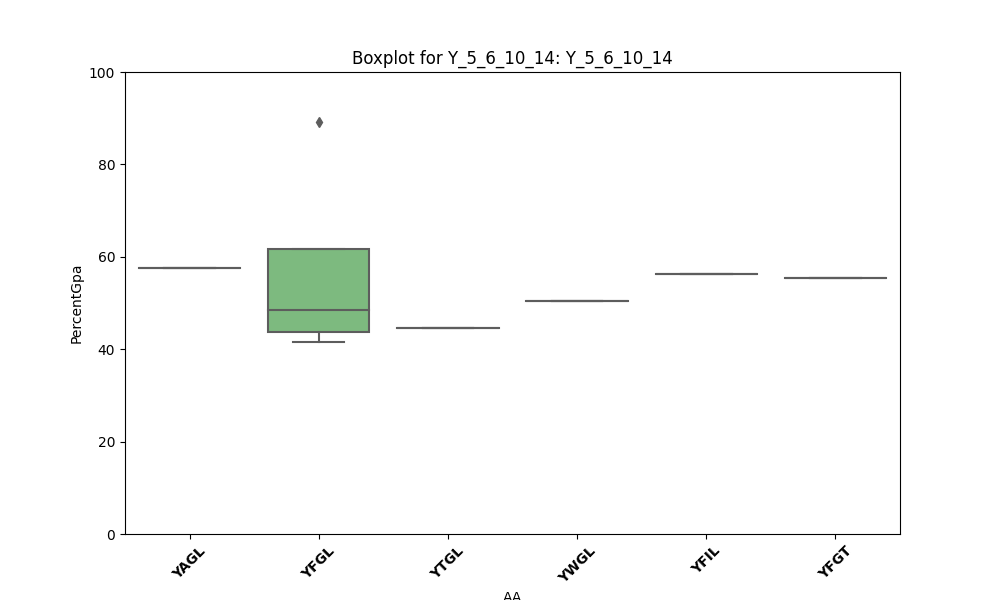 Boxplot for Y_5_6_10_14: Y_5_6_10_14
100
80
60
40
20
0
PercentGpa
YAGL
YFGL
YTGL
YWGL
YFIL
YFGT
AA